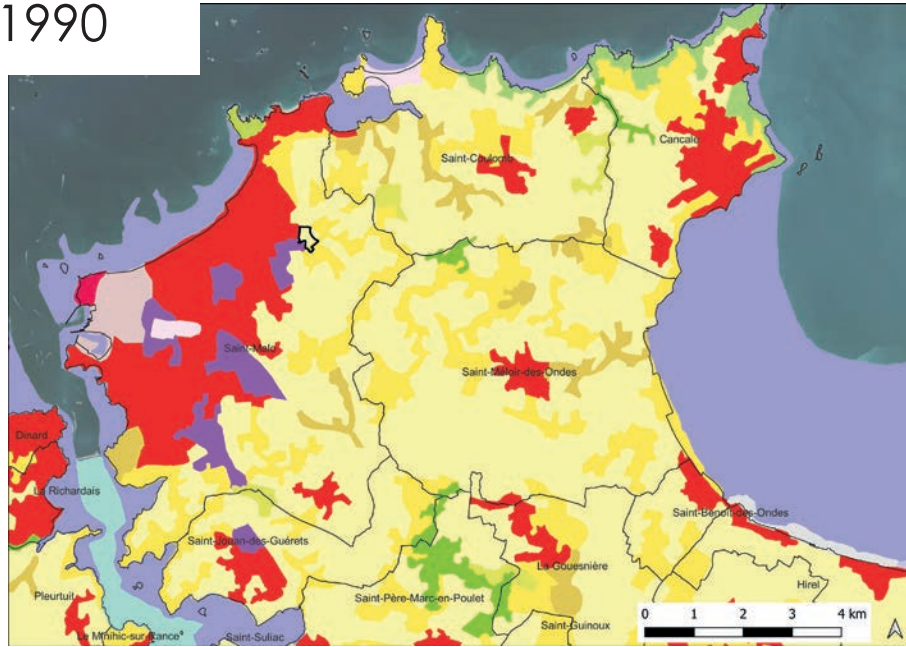 1990
Cancale
Saint-Coulomb
Saint-Malo
Saint-Méloir-des-Ondes
Dinard
La Richardais
Saint-Benoît-des-Ondes
Saint-Jouan-des-Guérets
La Gouesnière
Hirel
Pleurtuit
Saint-Père-Marc-en-Poulet
Saint-Guinoux
Le Minihic-sur-Rance
Saint-Suliac
0 1 2 3 4 km